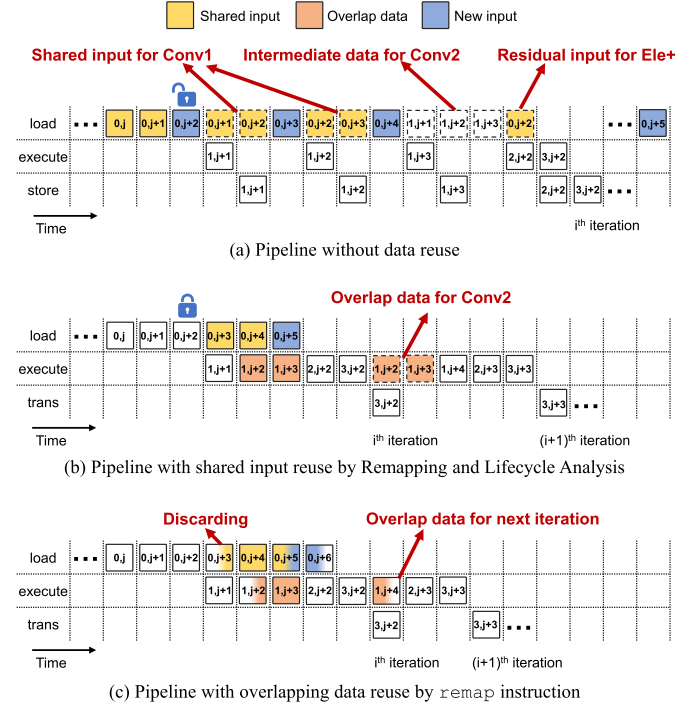 Shared input Overlap data New input
Shared input for Conv1 Intermediate data for Conv2 Residual input for Ele+
load 0,j 0,j+1 0,j+2 0,j+1 0,j+2 0,j+3 0,j+2 0,j+3 0,j+4 1,j+1 1,j+2 1,j+3 0,j+2 0,j+5
execute 1,j+1 1,j+2 1,j+3 2,j+2 3,j+2
store 1,j+1 1,j+2 1,j+3 2,j+2 3,j+2
Time ith iteration
(a) Pipeline without data reuse
Overlap data for Conv2
load 0,j 0,j+1 0,j+2 0,j+3 0,j+4 0,j+5
execute 1,j+1 1,j+2 1,j+3 2,j+2 3,j+2 1,j+2 1,j+3 1,j+4 2,j+3 3,j+3
trans 3,j+2 3,j+3
Time ith iteration (i+1)th iteration
(b) Pipeline with shared input reuse by Remapping and Lifecycle Analysis
Discarding Overlap data for next iteration
load 0,j 0,j+1 0,j+2 0,j+3 0,j+4 0,j+5 0,j+6
execute 1,j+1 1,j+2 1,j+3 2,j+2 3,j+2 1,j+4 2,j+3 3,j+3
trans 3,j+2 3,j+3
Time ith iteration (i+1)th iteration
(c) Pipeline with overlapping data reuse by remap instruction